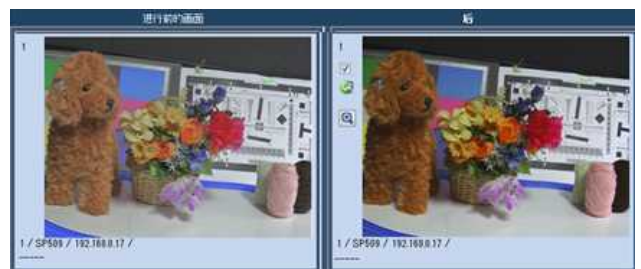 进行前的画面
后
1
1 / SP509 / 192.168.0.17 /
------
1
1 / SP509 / 192.168.0.17 /
------